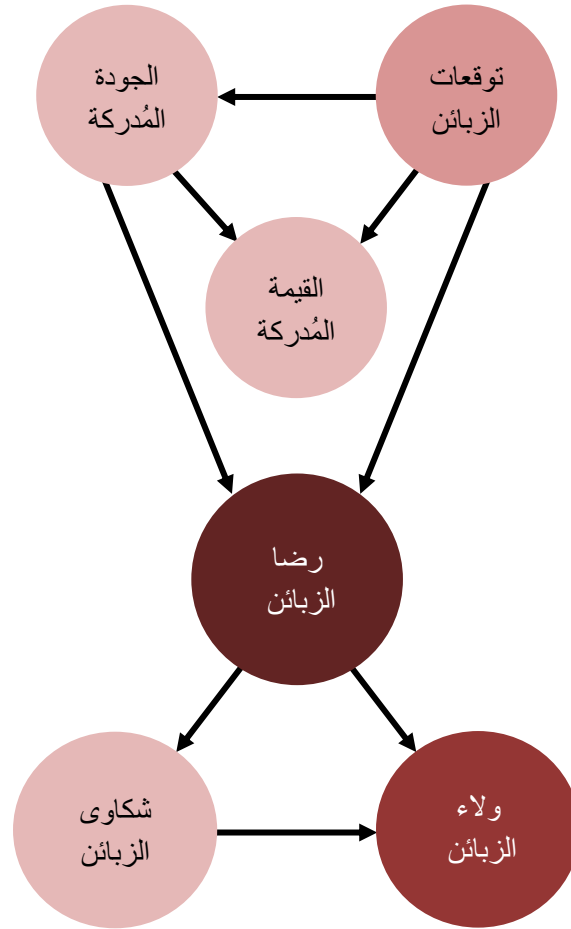 توقعات
الزبائن
الجودة
المُدركة
القيمة
المُدركة
رضا
الزبائن
ولاء
الزبائن
شكاوى
الزبائن